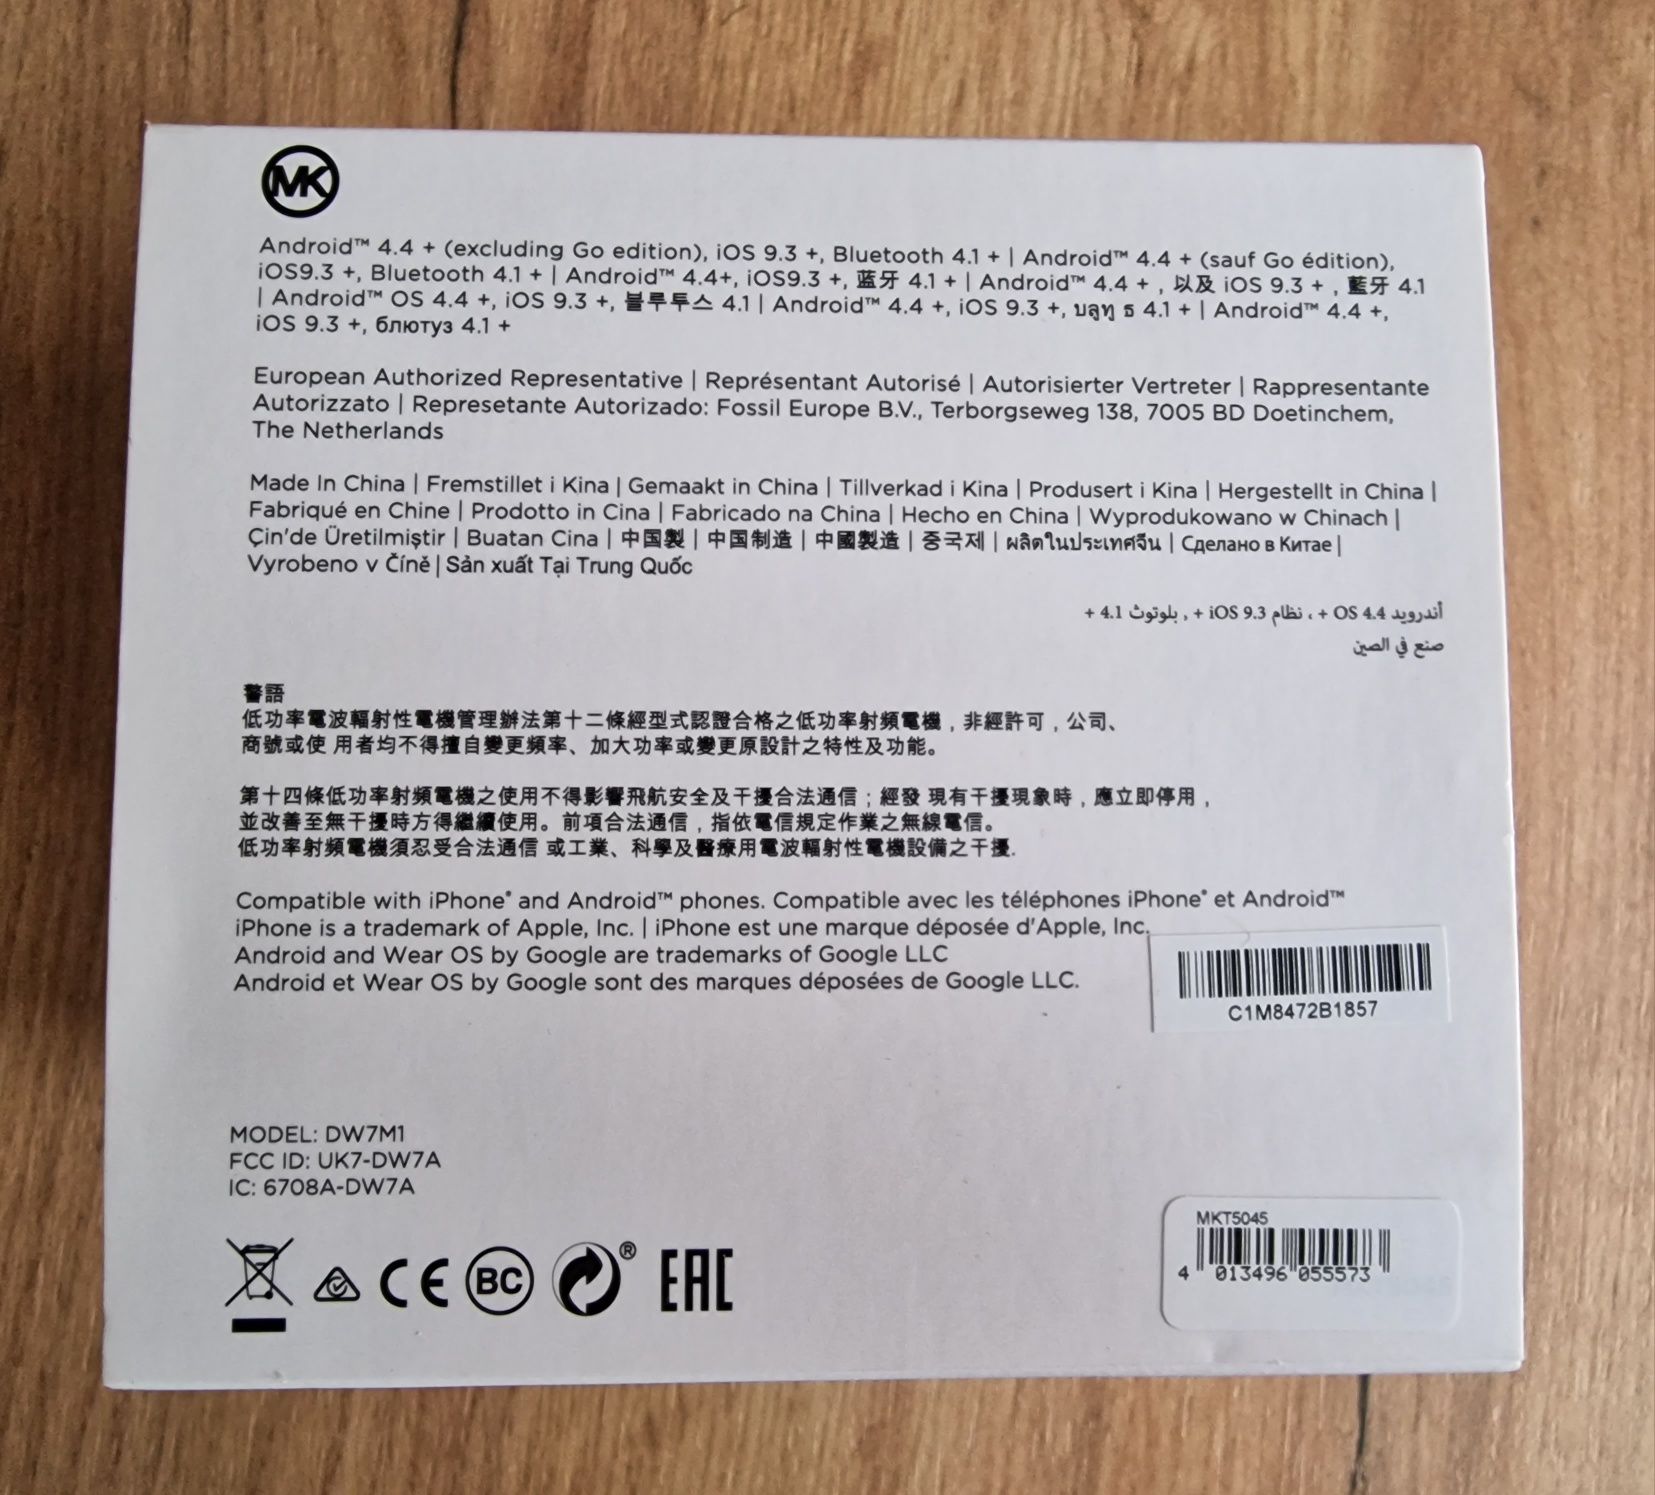 MK
Android™ 4.4 + (excluding Go edition), iOS 9.3 +, Bluetooth 4.1 + | Android™ 4.4 + (sauf Go édition),
iOS9.3 +, Bluetooth 4.1 + | Android™ 4.4+, iOS9.3 +, 蓝牙 4.1 + | Android™ 4.4 + , 以及 iOS 9.3 + , 藍牙 4.1
| Android™ OS 4.4 +, iOS 9.3 +, 블루투스 4.1 | Android™ 4.4 +, iOS 9.3 +, บลูทู ธ 4.1 + | Android™ 4.4 +,
iOS 9.3 +, блютуз 4.1 +
European Authorized Representative | Représentant Autorisé | Autorisierter Vertreter | Rappresentante
Autorizzato | Represetante Autorizado: Fossil Europe B.V., Terborgseweg 138, 7005 BD Doetinchem,
The Netherlands
Made In China | Fremstillet i Kina | Gemaakt in China | Tillverkad i Kina | Produsert i Kina | Hergestellt in China |
Fabriqué en Chine | Prodotto in Cina | Fabricado na China | Hecho en China | Wyprodukowano w Chinach |
Çin'de Üretilmiştir | Buatan Cina | 中国製 | 中国制造 | 中國製造 | 중국제 | ผลิตในประเทศจีน | Сделано в Китае |
Vyrobeno v Číně | Sản xuất Tại Trung Quốc
أندرويد OS 4.4 + ، نظام iOS 9.3 + , بلوتوث 4.1 +
صنع في الصين
警語
低功率電波輻射性電機管理辦法第十二條經型式認證合格之低功率射頻電機，非經許可，公司、
商號或使 用者均不得擅自變更頻率、加大功率或變更原設計之特性及功能。
第十四條低功率射頻電機之使用不得影響飛航安全及干擾合法通信；經發 現有干擾現象時，應立即停用，
並改善至無干擾時方得繼續使用。前項合法通信，指依電信規定作業之無線電信。
低功率射頻電機須忍受合法通信 或工業、科學及醫療用電波輻射性電機設備之干擾.
Compatible with iPhone® and Android™ phones. Compatible avec les téléphones iPhone® et Android™
iPhone is a trademark of Apple, Inc. | iPhone est une marque déposée d'Apple, Inc.
Android and Wear OS by Google are trademarks of Google LLC
Android et Wear OS by Google sont des marques déposées de Google LLC.
C1M8472B1857
MODEL: DW7M1
FCC ID: UK7-DW7A
IC: 6708A-DW7A
MKT5045
4 013496 055573
CE BC ® EAC